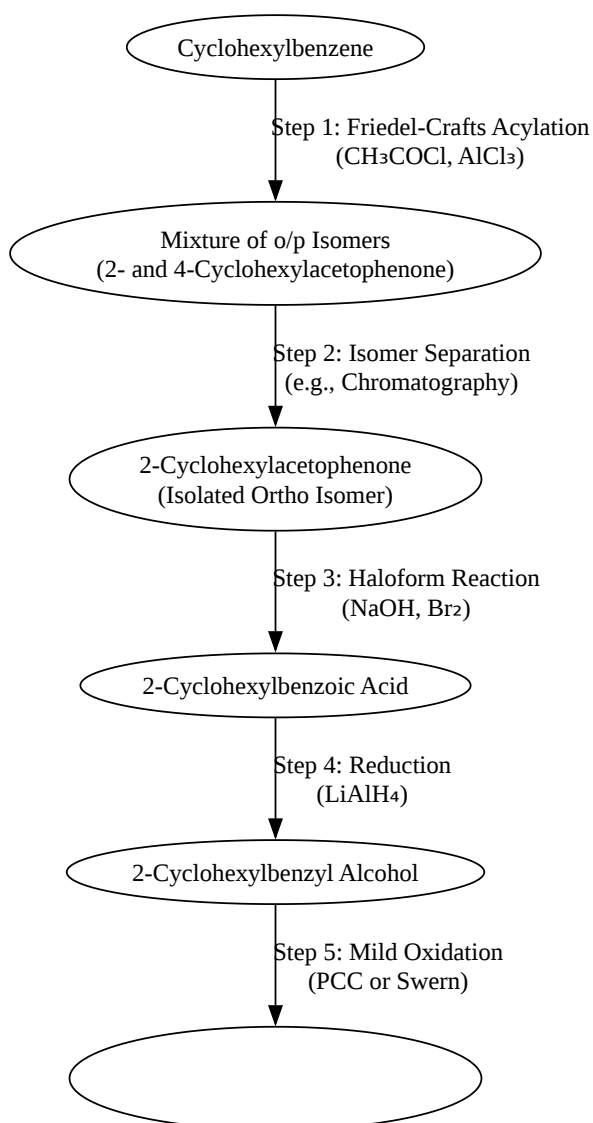 Cyclohexylbenzene
Step 1: Friedel-Crafts Acylation
(CH₃COCl, AlCl₃)
Mixture of o/p Isomers
(2- and 4-Cyclohexylacetophenone)
Step 2: Isomer Separation
(e.g., Chromatography)
2-Cyclohexylacetophenone
(Isolated Ortho Isomer)
Step 3: Haloform Reaction
(NaOH, Br₂)
2-Cyclohexylbenzoic Acid
Step 4: Reduction
(LiAlH₄)
2-Cyclohexylbenzyl Alcohol
Step 5: Mild Oxidation
(PCC or Swern)